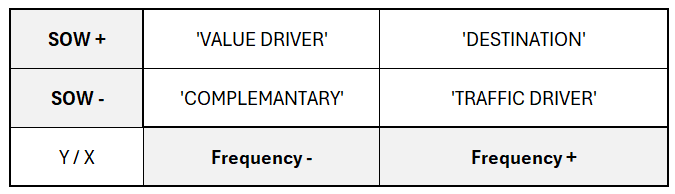 SOW + 'VALUE DRIVER' 'DESTINATION'
SOW - 'COMPLEMANTARY' 'TRAFFIC DRIVER'
Y / X Frequency - Frequency +